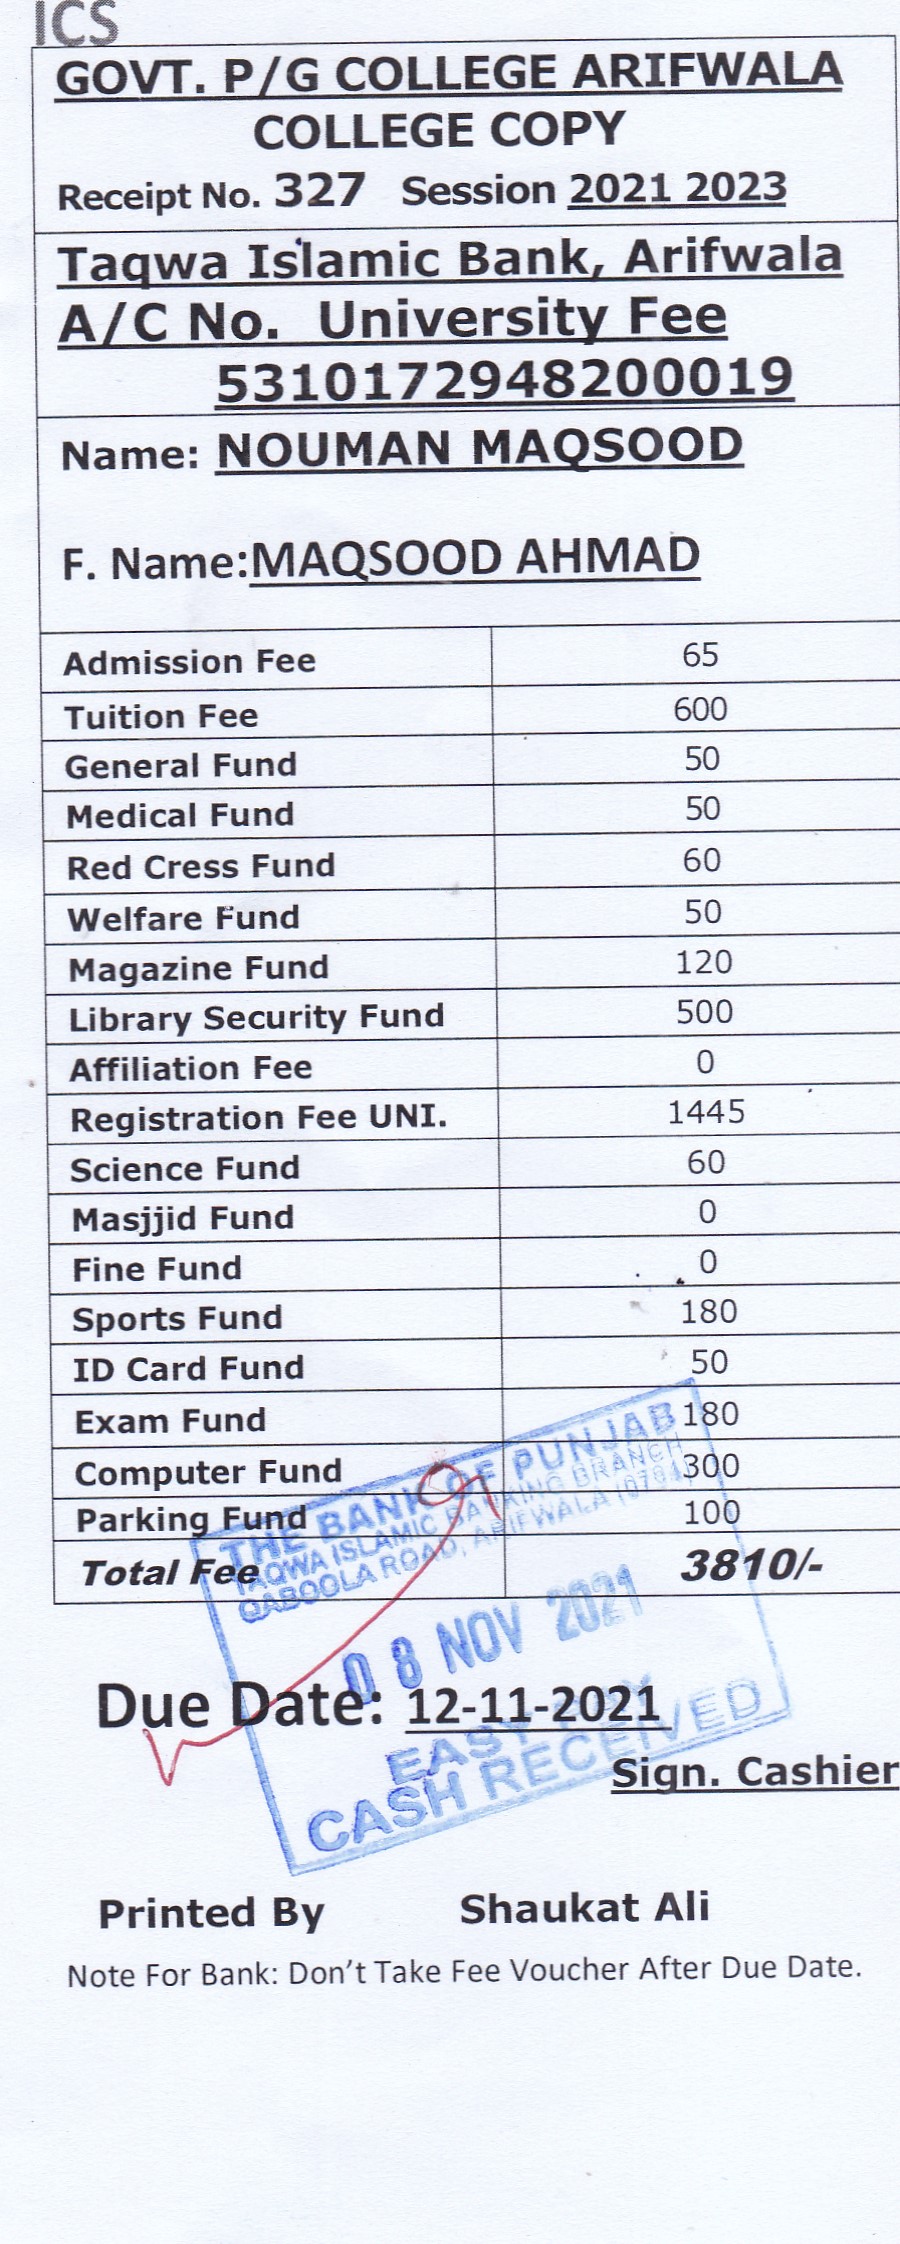 ICS
GOVT. P/G COLLEGE ARIFWALA
COLLEGE COPY
Receipt No. 327 Session 2021 2023
Taqwa Islamic Bank, Arifwala
A/C No. University Fee
5310172948200019
Name: NOUMAN MAQSOOD
F. Name:MAQSOOD AHMAD
Admission Fee 65
Tuition Fee 600
General Fund 50
Medical Fund 50
Red Cress Fund 60
Welfare Fund 50
Magazine Fund 120
Library Security Fund 500
Affiliation Fee 0
Registration Fee UNI. 1445
Science Fund 60
Masjjid Fund 0
Fine Fund 0
Sports Fund 180
ID Card Fund 50
Exam Fund 180
Computer Fund 300
Parking Fund 100
Total Fee 3810/-
THE BANK OF PUNJAB
TAQWA ISLAMIC BANKING BRANCH
QABOOLA ROAD, ARIFWALA
08 NOV 2021
EASY PAY
CASH RECEIVED
Due Date: 12-11-2021
Sign. Cashier
Printed By Shaukat Ali
Note For Bank: Don't Take Fee Voucher After Due Date.